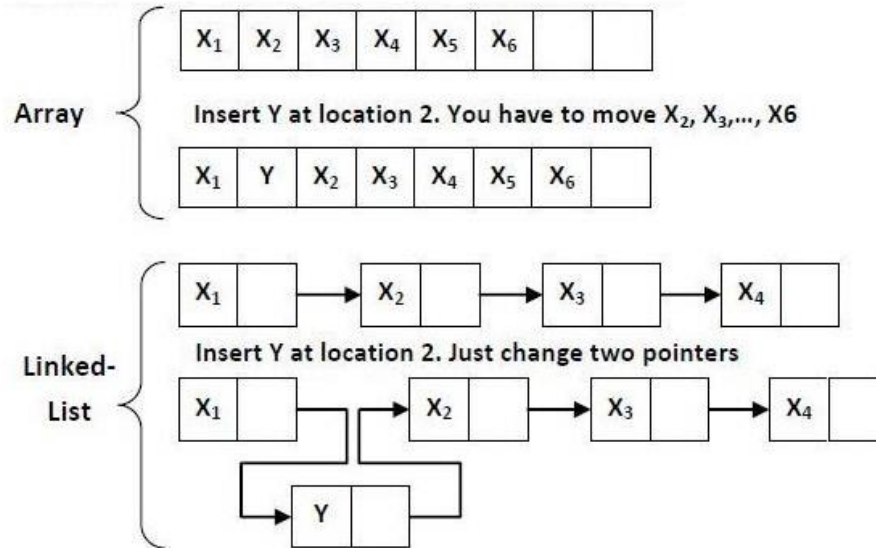 X₁ X₂ X₃ X₄ X₅ X₆
Array
Insert Y at location 2. You have to move X₂, X₃,..., X6
X₁ Y X₂ X₃ X₄ X₅ X₆
X₁ X₂ X₃ X₄
Insert Y at location 2. Just change two pointers
Linked-
List
X₁ X₂ X₃ X₄
Y